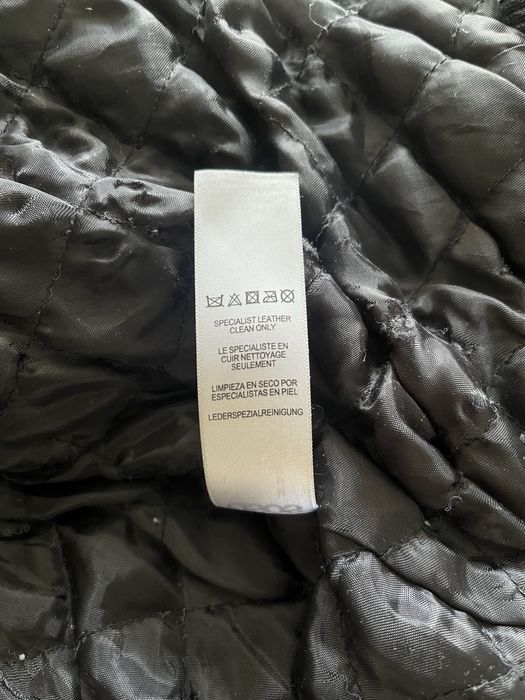 SPECIALIST LEATHER
CLEAN ONLY
LE SPECIALISTE EN
CUIR NETTOYAGE
SEULEMENT
LIMPIEZA EN SECO POR
ESPECIALISTAS EN PIEL
LEDERSPEZIALREINIGUNG